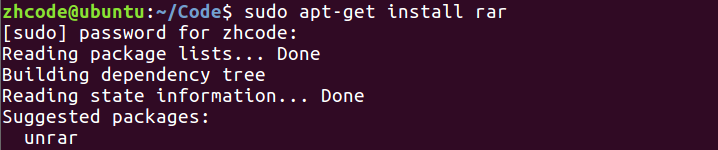 zhcode@ubuntu:~/Code$ sudo apt-get install rar
[sudo] password for zhcode:
Reading package lists... Done
Building dependency tree
Reading state information... Done
Suggested packages:
  unrar